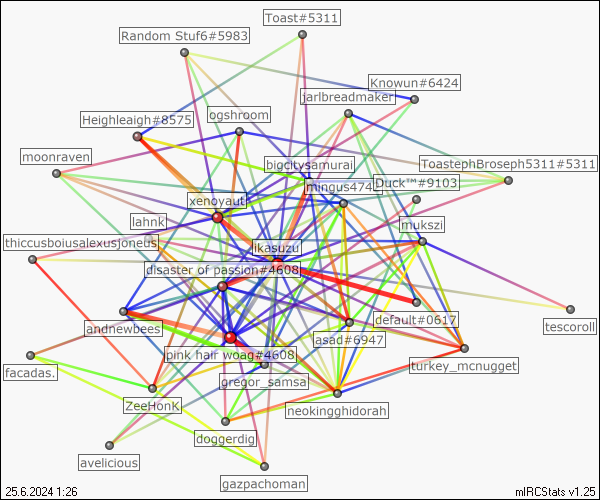 Toast#5311
Random Stuf6#5983
Knowun#6424
jarlbreadmaker
ogshroom
Heighleaigh#8575
moonraven
bigcitysamurai
ToastephBroseph5311#5311
mingus4744
Duck™#9103
xenoyaut
lahnk
mukszi
thiccusboiusalexusjoneus
ikasuzu
disaster of passion#4608
default#0617
tescoroll
andnewbees
asad#6947
pink hair woag#4608
turkey_mcnugget
facadas.
gregor_samsa
ZeeHonK
neokingghidorah
doggerdig
avelicious
gazpachoman
25.6.2024 1:26
mIRCStats v1.25